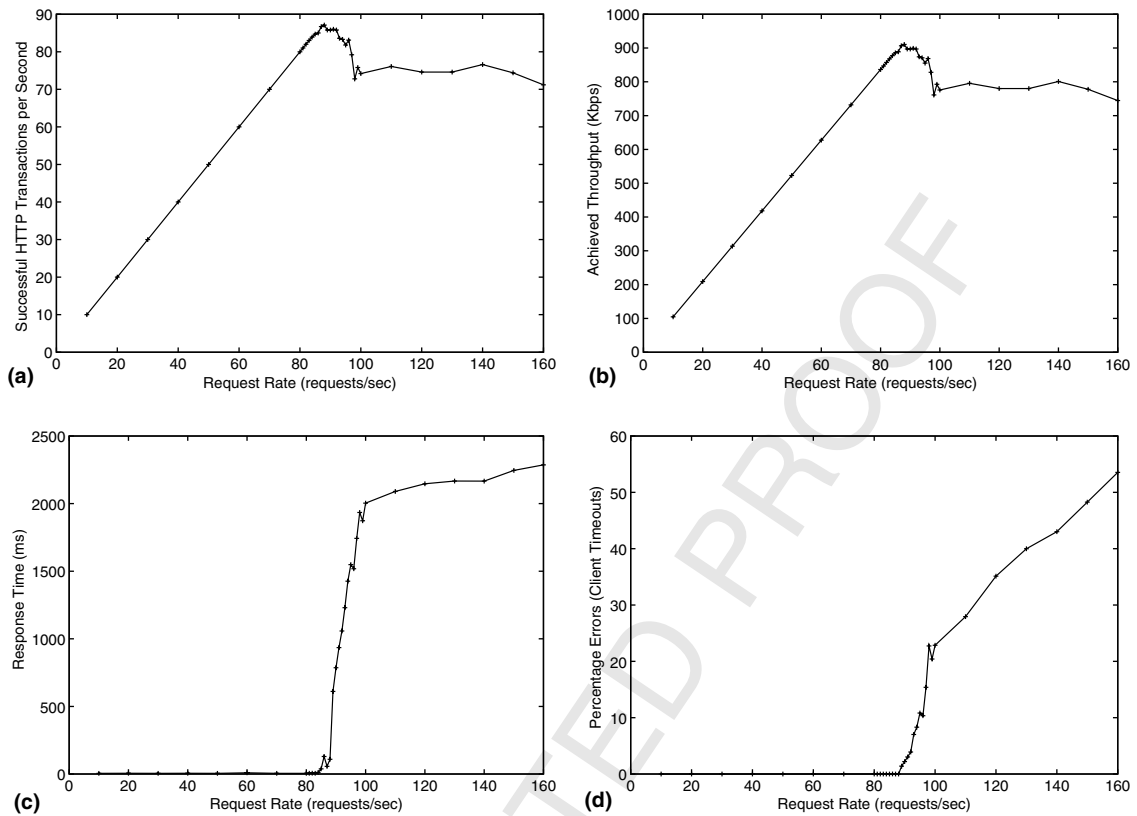 Successful HTTP Transactions per Second
90
80
70
60
50
40
30
20
10
0
0 20 40 60 80 100 120 140 160
Request Rate (requests/sec)
(a)
Achieved Throughput (Kbps)
1000
900
800
700
600
500
400
300
200
100
0
0 20 40 60 80 100 120 140 160
Request Rate (requests/sec)
(b)
Response Time (ms)
2500
2000
1500
1000
500
0
0 20 40 60 80 100 120 140 160
Request Rate (requests/sec)
(c)
Percentage Errors (Client Timeouts)
60
50
40
30
20
10
0
0 20 40 60 80 100 120 140 160
Request Rate (requests/sec)
(d)
TED PROOF